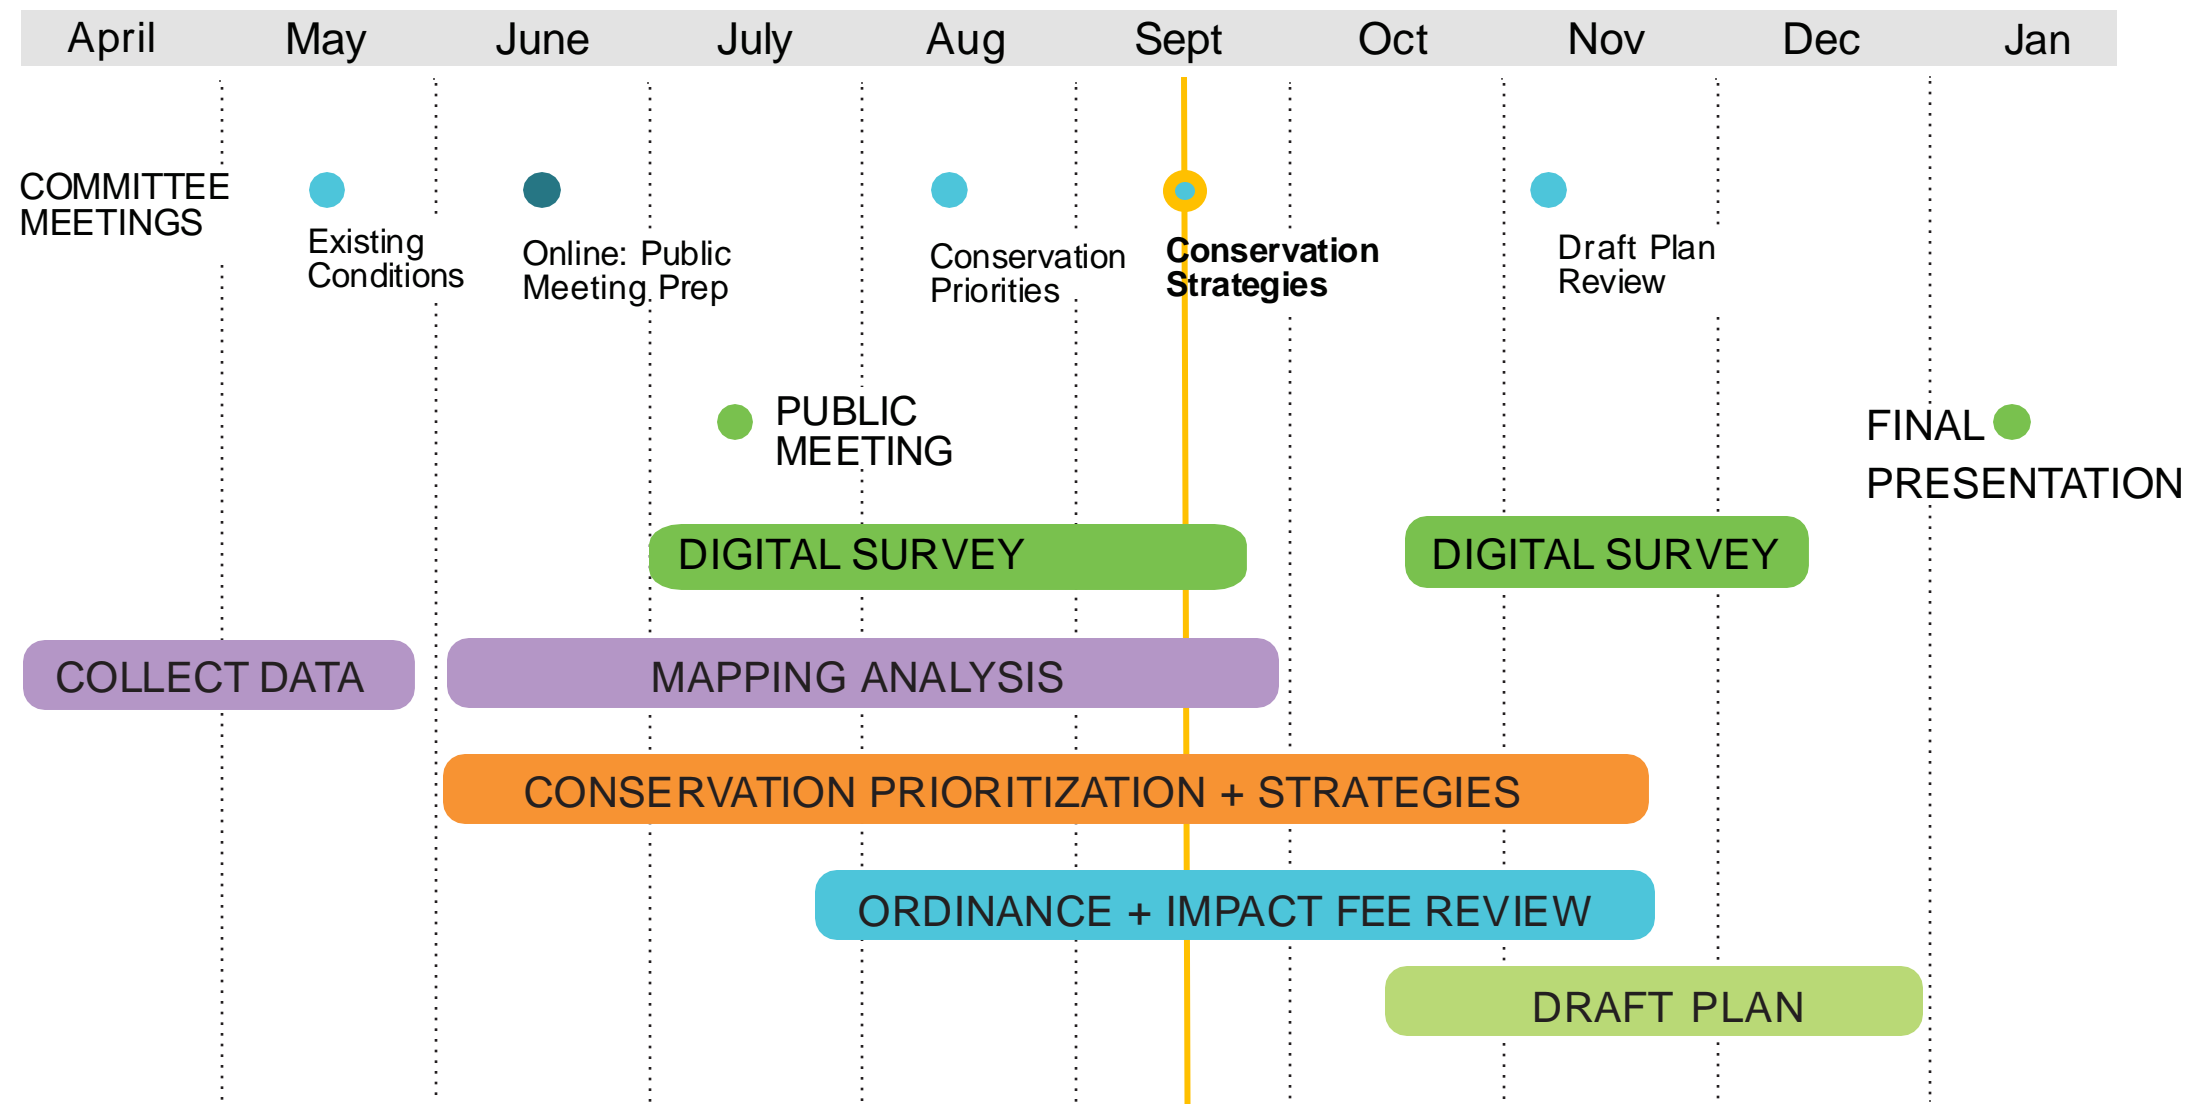 April May June July Aug Sept Oct Nov Dec Jan
COMMITTEE
MEETINGS
Existing
Conditions
Online: Public
Meeting Prep
Conservation
Priorities
Conservation
Strategies
Draft Plan
Review
PUBLIC
MEETING
FINAL
PRESENTATION
DIGITAL SURVEY
DIGITAL SURVEY
COLLECT DATA
MAPPING ANALYSIS
CONSERVATION PRIORITIZATION + STRATEGIES
ORDINANCE + IMPACT FEE REVIEW
DRAFT PLAN